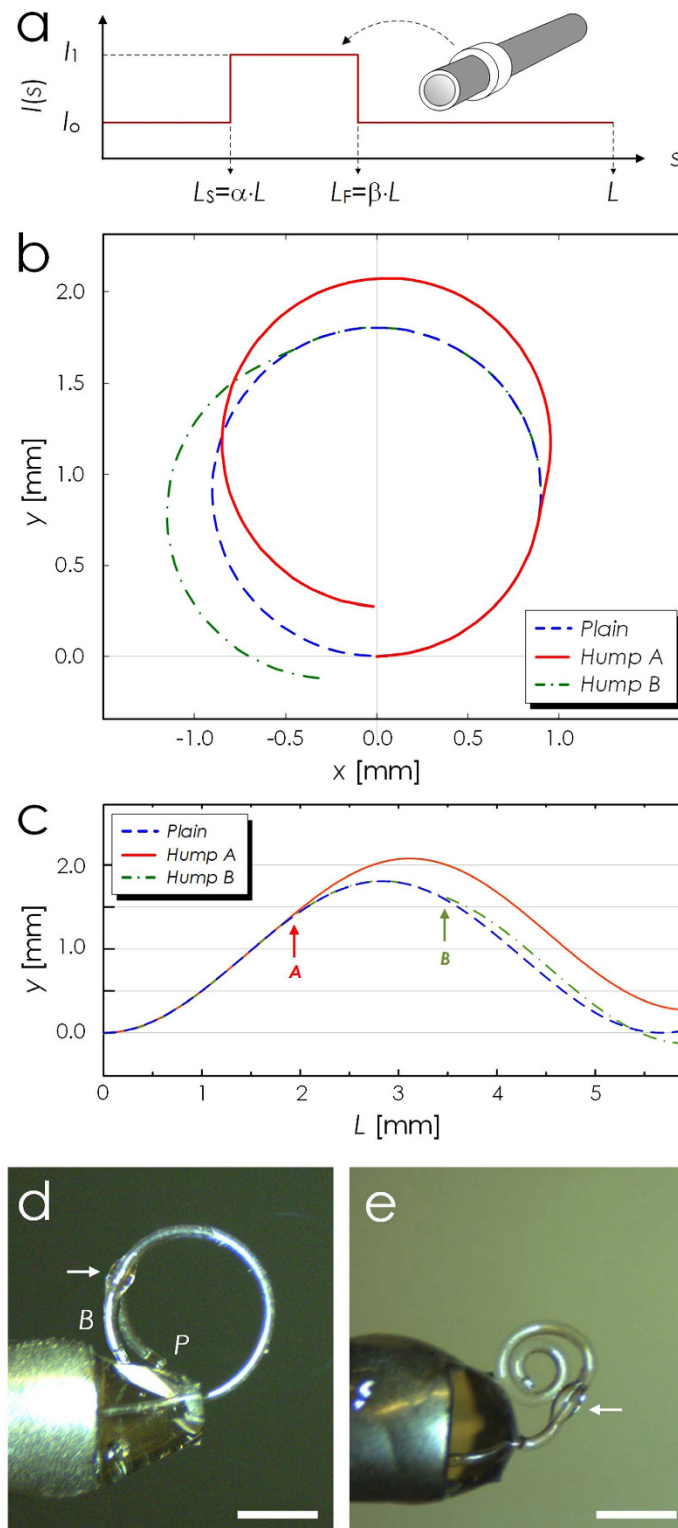 a
I(s)
I1
Io
s
LS=α·L
LF=β·L
L
b
y [mm]
2.0
1.5
1.0
0.5
0.0
-1.0
-0.5
0.0
0.5
1.0
x [mm]
Plain
Hump A
Hump B
c
y [mm]
2.0
1.0
0.0
Plain
Hump A
Hump B
A
B
0
1
2
3
4
5
L [mm]
d
B
P
e